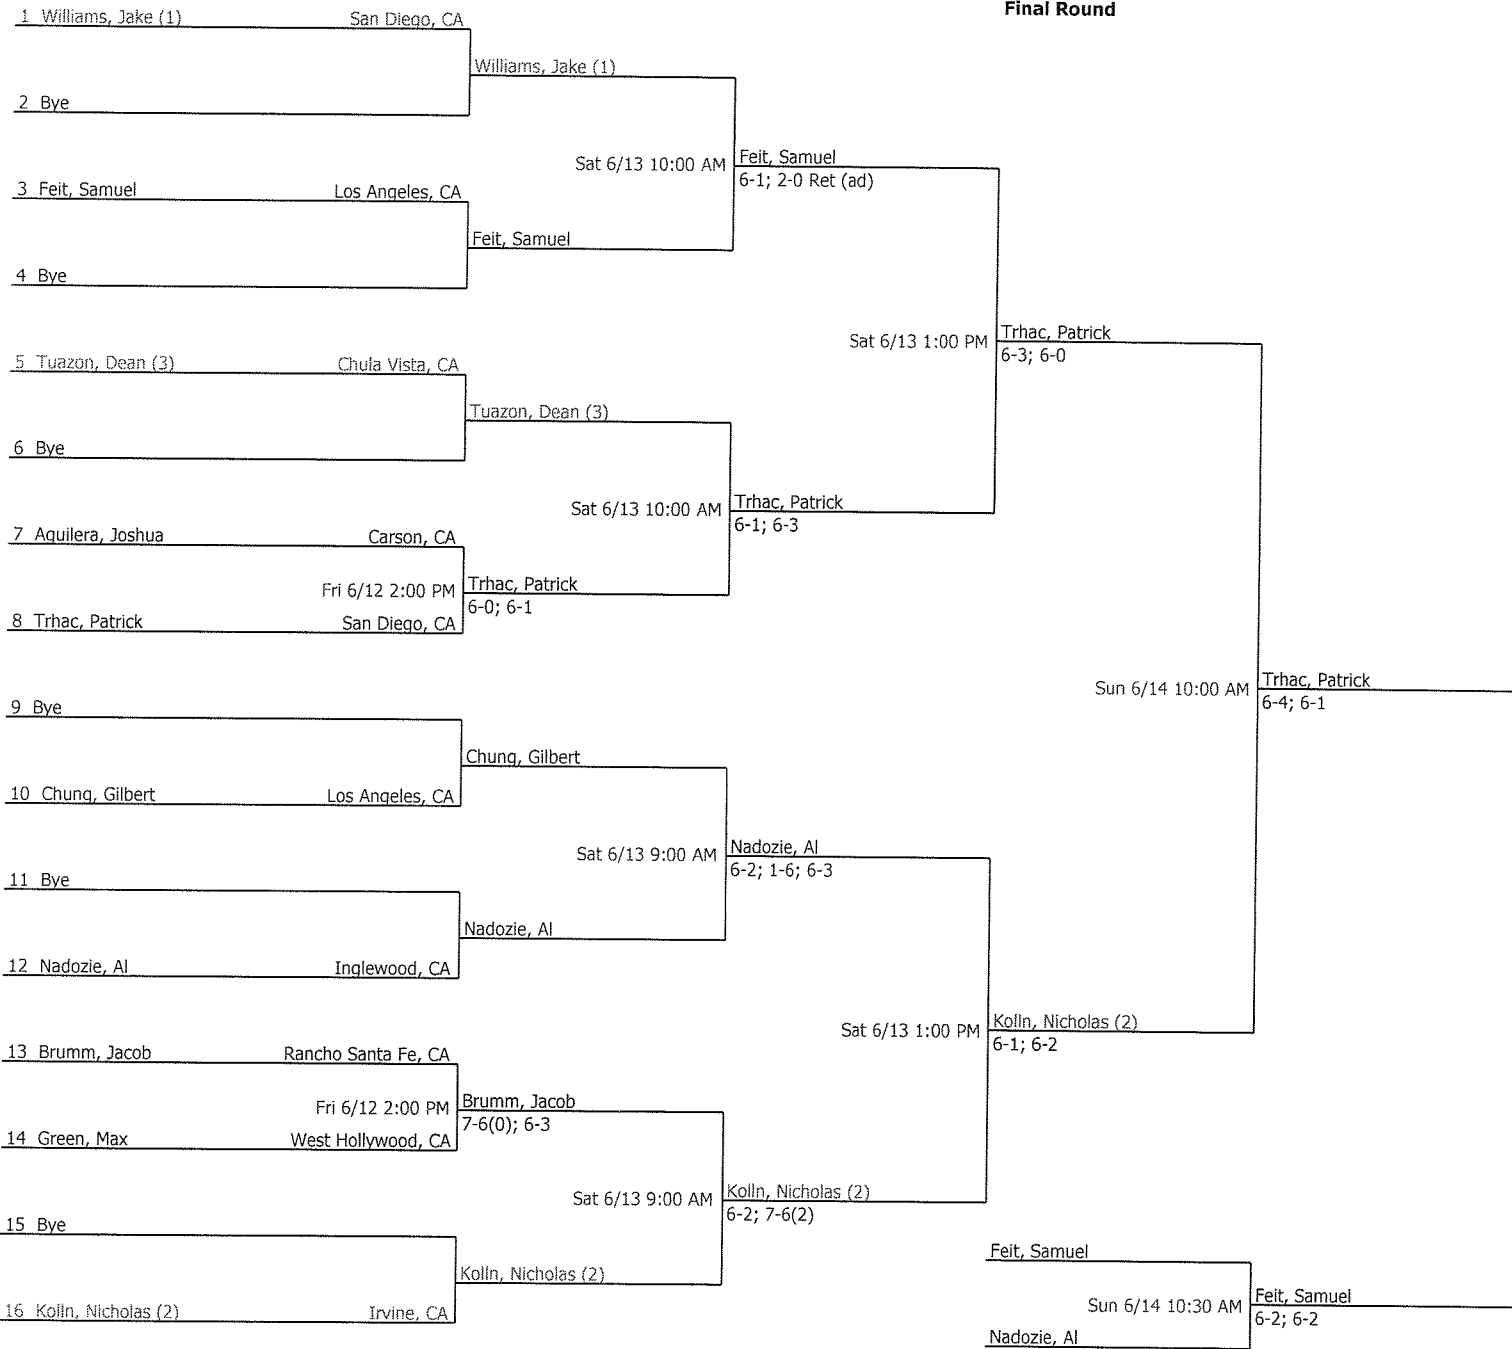 Final Round
1 Williams, Jake (1) San Diego, CA
Williams, Jake (1)
2 Bye
Sat 6/13 10:00 AM Feit, Samuel
6-1; 2-0 Ret (ad)
3 Feit, Samuel Los Angeles, CA
Feit, Samuel
4 Bye
Sat 6/13 1:00 PM Trhac, Patrick
6-3; 6-0
5 Tuazon, Dean (3) Chula Vista, CA
Tuazon, Dean (3)
6 Bye
Sat 6/13 10:00 AM Trhac, Patrick
6-1; 6-3
7 Aguilera, Joshua Carson, CA
Fri 6/12 2:00 PM Trhac, Patrick
6-0; 6-1
8 Trhac, Patrick San Diego, CA
Sun 6/14 10:00 AM Trhac, Patrick
6-4; 6-1
9 Bye
Chung, Gilbert
10 Chung, Gilbert Los Angeles, CA
Sat 6/13 9:00 AM Nadozie, Al
6-2; 1-6; 6-3
11 Bye
Nadozie, Al
12 Nadozie, Al Inglewood, CA
Sat 6/13 1:00 PM Kolln, Nicholas (2)
6-1; 6-2
13 Brumm, Jacob Rancho Santa Fe, CA
Fri 6/12 2:00 PM Brumm, Jacob
7-6(0); 6-3
14 Green, Max West Hollywood, CA
Sat 6/13 9:00 AM Kolln, Nicholas (2)
6-2; 7-6(2)
15 Bye
Kolln, Nicholas (2)
16 Kolln, Nicholas (2) Irvine, CA
Feit, Samuel
Sun 6/14 10:30 AM Feit, Samuel
6-2; 6-2
Nadozie, Al